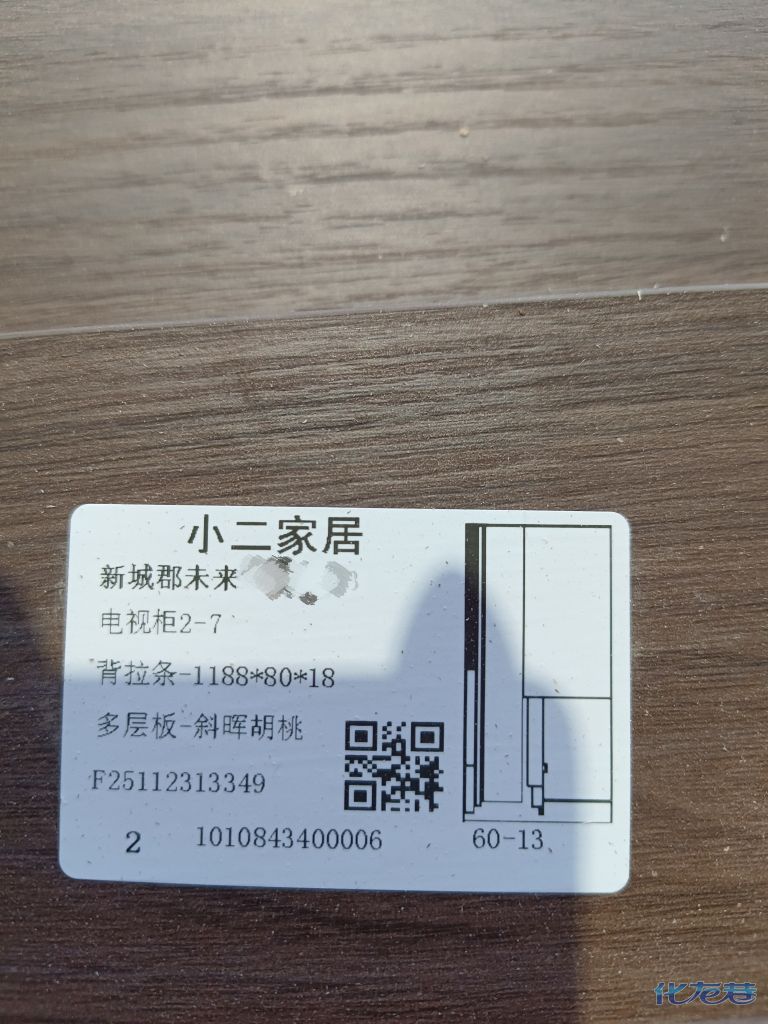 小二家居
新城郡未来
电视柜2-7
背拉条-1188*80*18
多层板-斜晖胡桃
F25112313349
2 1010843400006 60-13
化龙巷